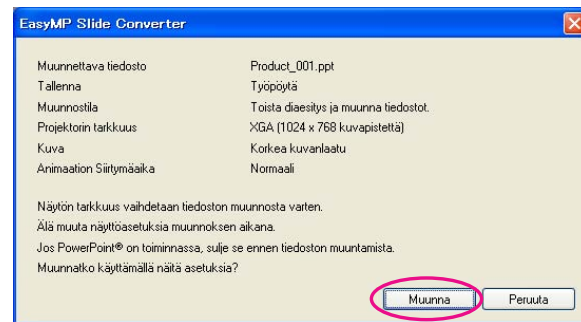 EasyMP Slide Converter
Muunnettava tiedosto Product_001.ppt
Tallenna Työpöytä
Muunnostila Toista diaesitys ja muunna tiedostot.
Projektorin tarkkuus XGA (1024 x 768 kuvapistettä)
Kuva Korkea kuvanlaatu
Animaation Siirtymäaika Normaali
Näytön tarkkuus vaihdetaan tiedoston muunnosta varten.
Älä muuta näyttöasetuksia muunnoksen aikana.
Jos PowerPoint® on toiminnassa, sulje se ennen tiedoston muuntamista.
Muunnatko käyttämällä näitä asetuksia?
Muunna Peruuta